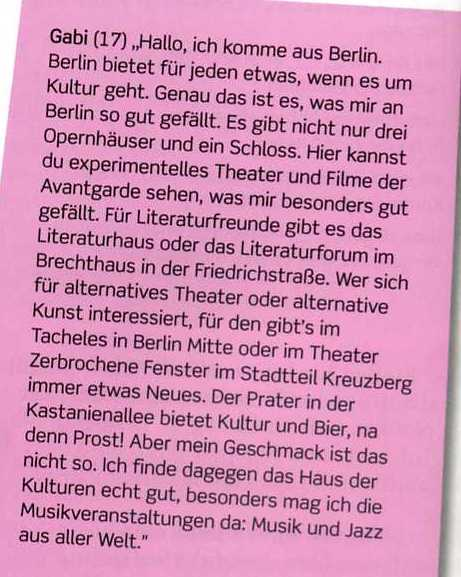 Gabi (17) „Hallo, ich komme aus Berlin.
Berlin bietet für jeden etwas, wenn es um
Kultur geht. Genau das ist es, was mir an
Berlin so gut gefällt. Es gibt nicht nur drei
Opernhäuser und ein Schloss. Hier kannst
du experimentelles Theater und Filme der
Avantgarde sehen, was mir besonders gut
gefällt. Für Literaturfreunde gibt es das
Literaturhaus oder das Literaturforum im
Brechthaus in der Friedrichstraße. Wer sich
für alternatives Theater oder alternative
Kunst interessiert, für den gibt's im
Tacheles in Berlin Mitte oder im Theater
Zerbrochene Fenster im Stadtteil Kreuzberg
immer etwas Neues. Der Prater in der
Kastanienallee bietet Kultur und Bier, na
denn Prost! Aber mein Geschmack ist das
nicht so. Ich finde dagegen das Haus der
Kulturen echt gut, besonders mag ich die
Musikveranstaltungen da: Musik und Jazz
aus aller Welt."